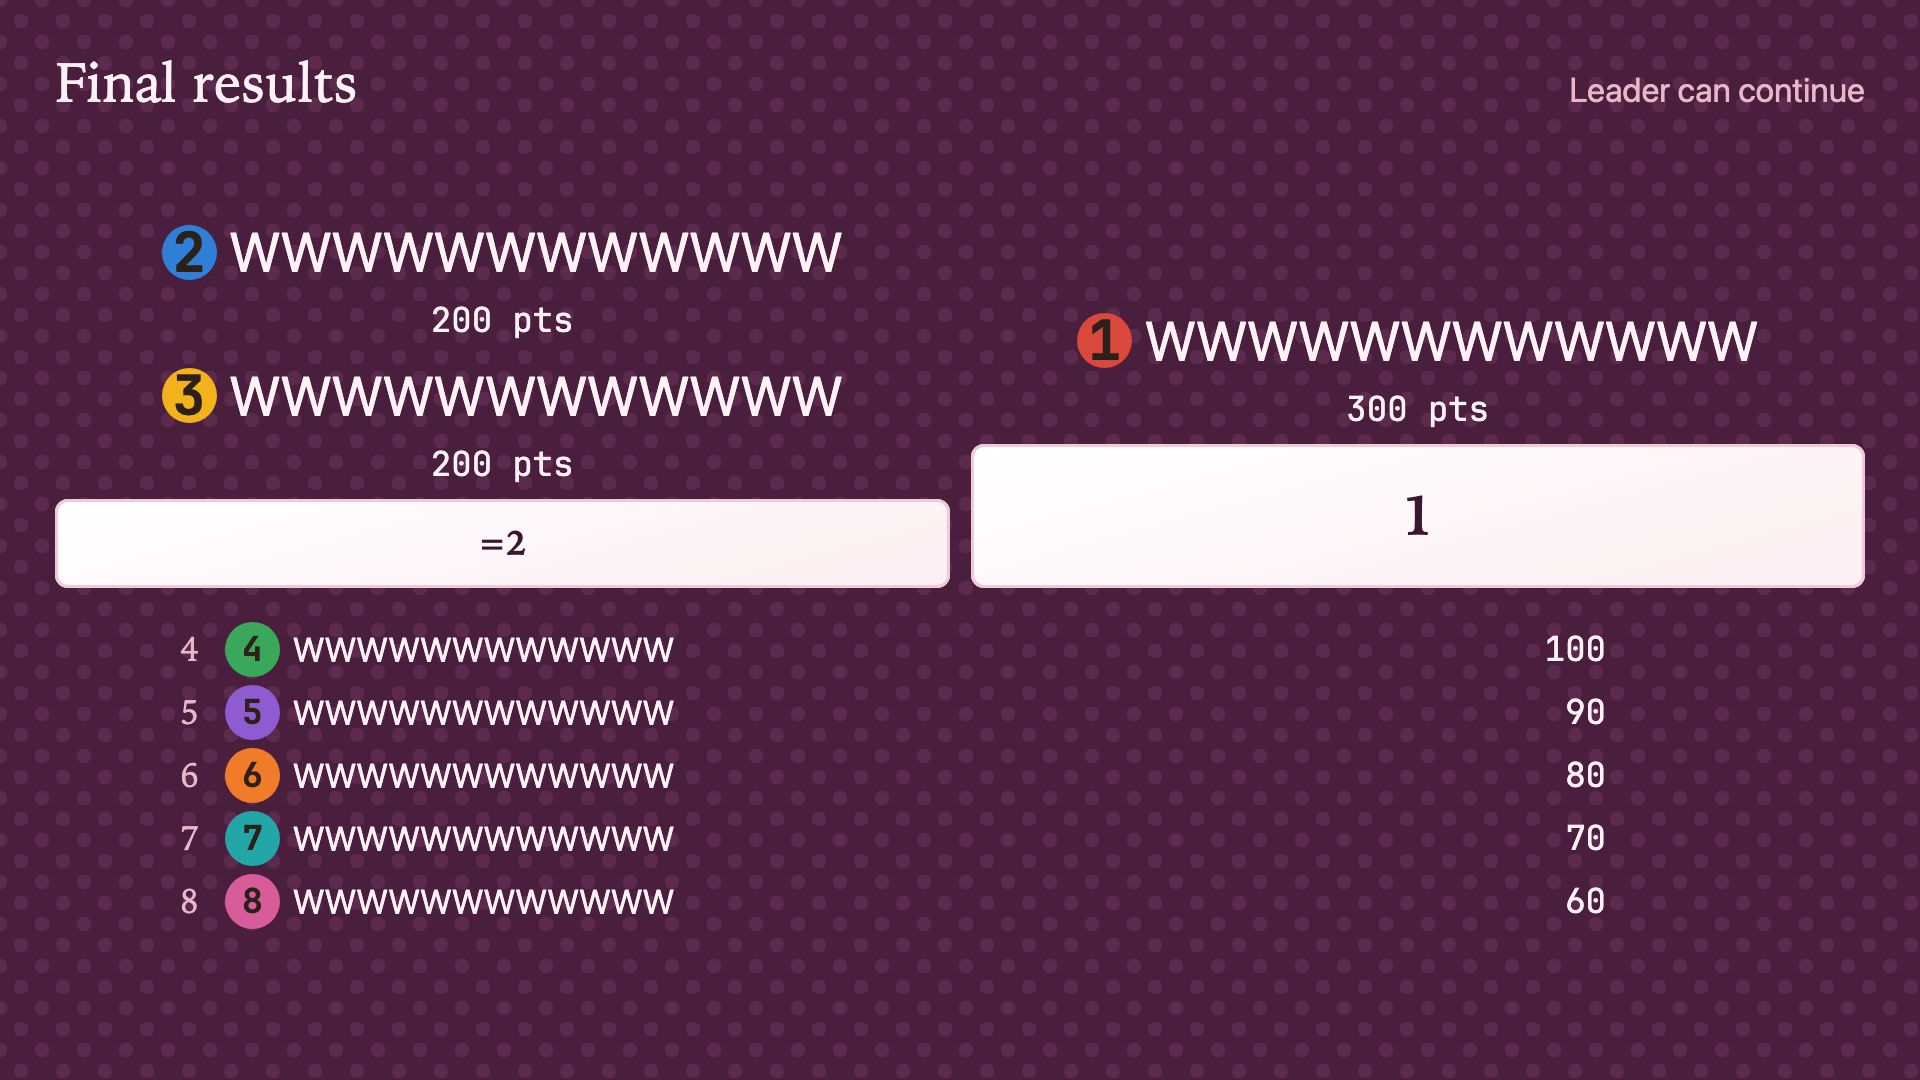 Final results
Leader can continue
2 WWWWWWWWWWWW
200 pts
3 WWWWWWWWWWWW
200 pts
=2
1 WWWWWWWWWWWW
300 pts
1
4 4 WWWWWWWWWWWW 100
5 5 WWWWWWWWWWWW 90
6 6 WWWWWWWWWWWW 80
7 7 WWWWWWWWWWWW 70
8 8 WWWWWWWWWWWW 60